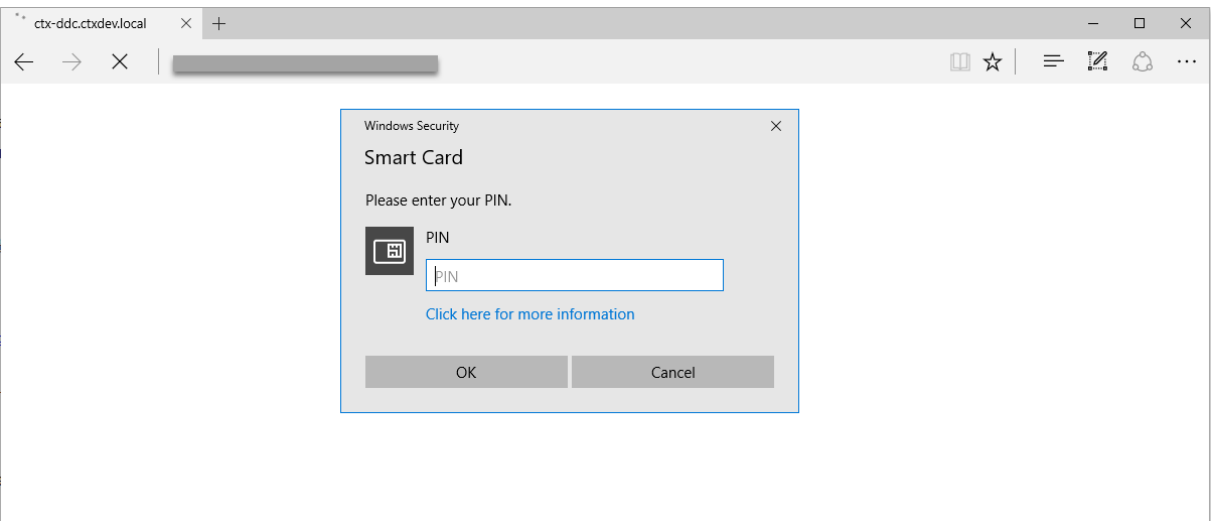 ctx-ddc.ctxdev.local
Windows Security
Smart Card
Please enter your PIN.
PIN
PIN
Click here for more information
OK Cancel